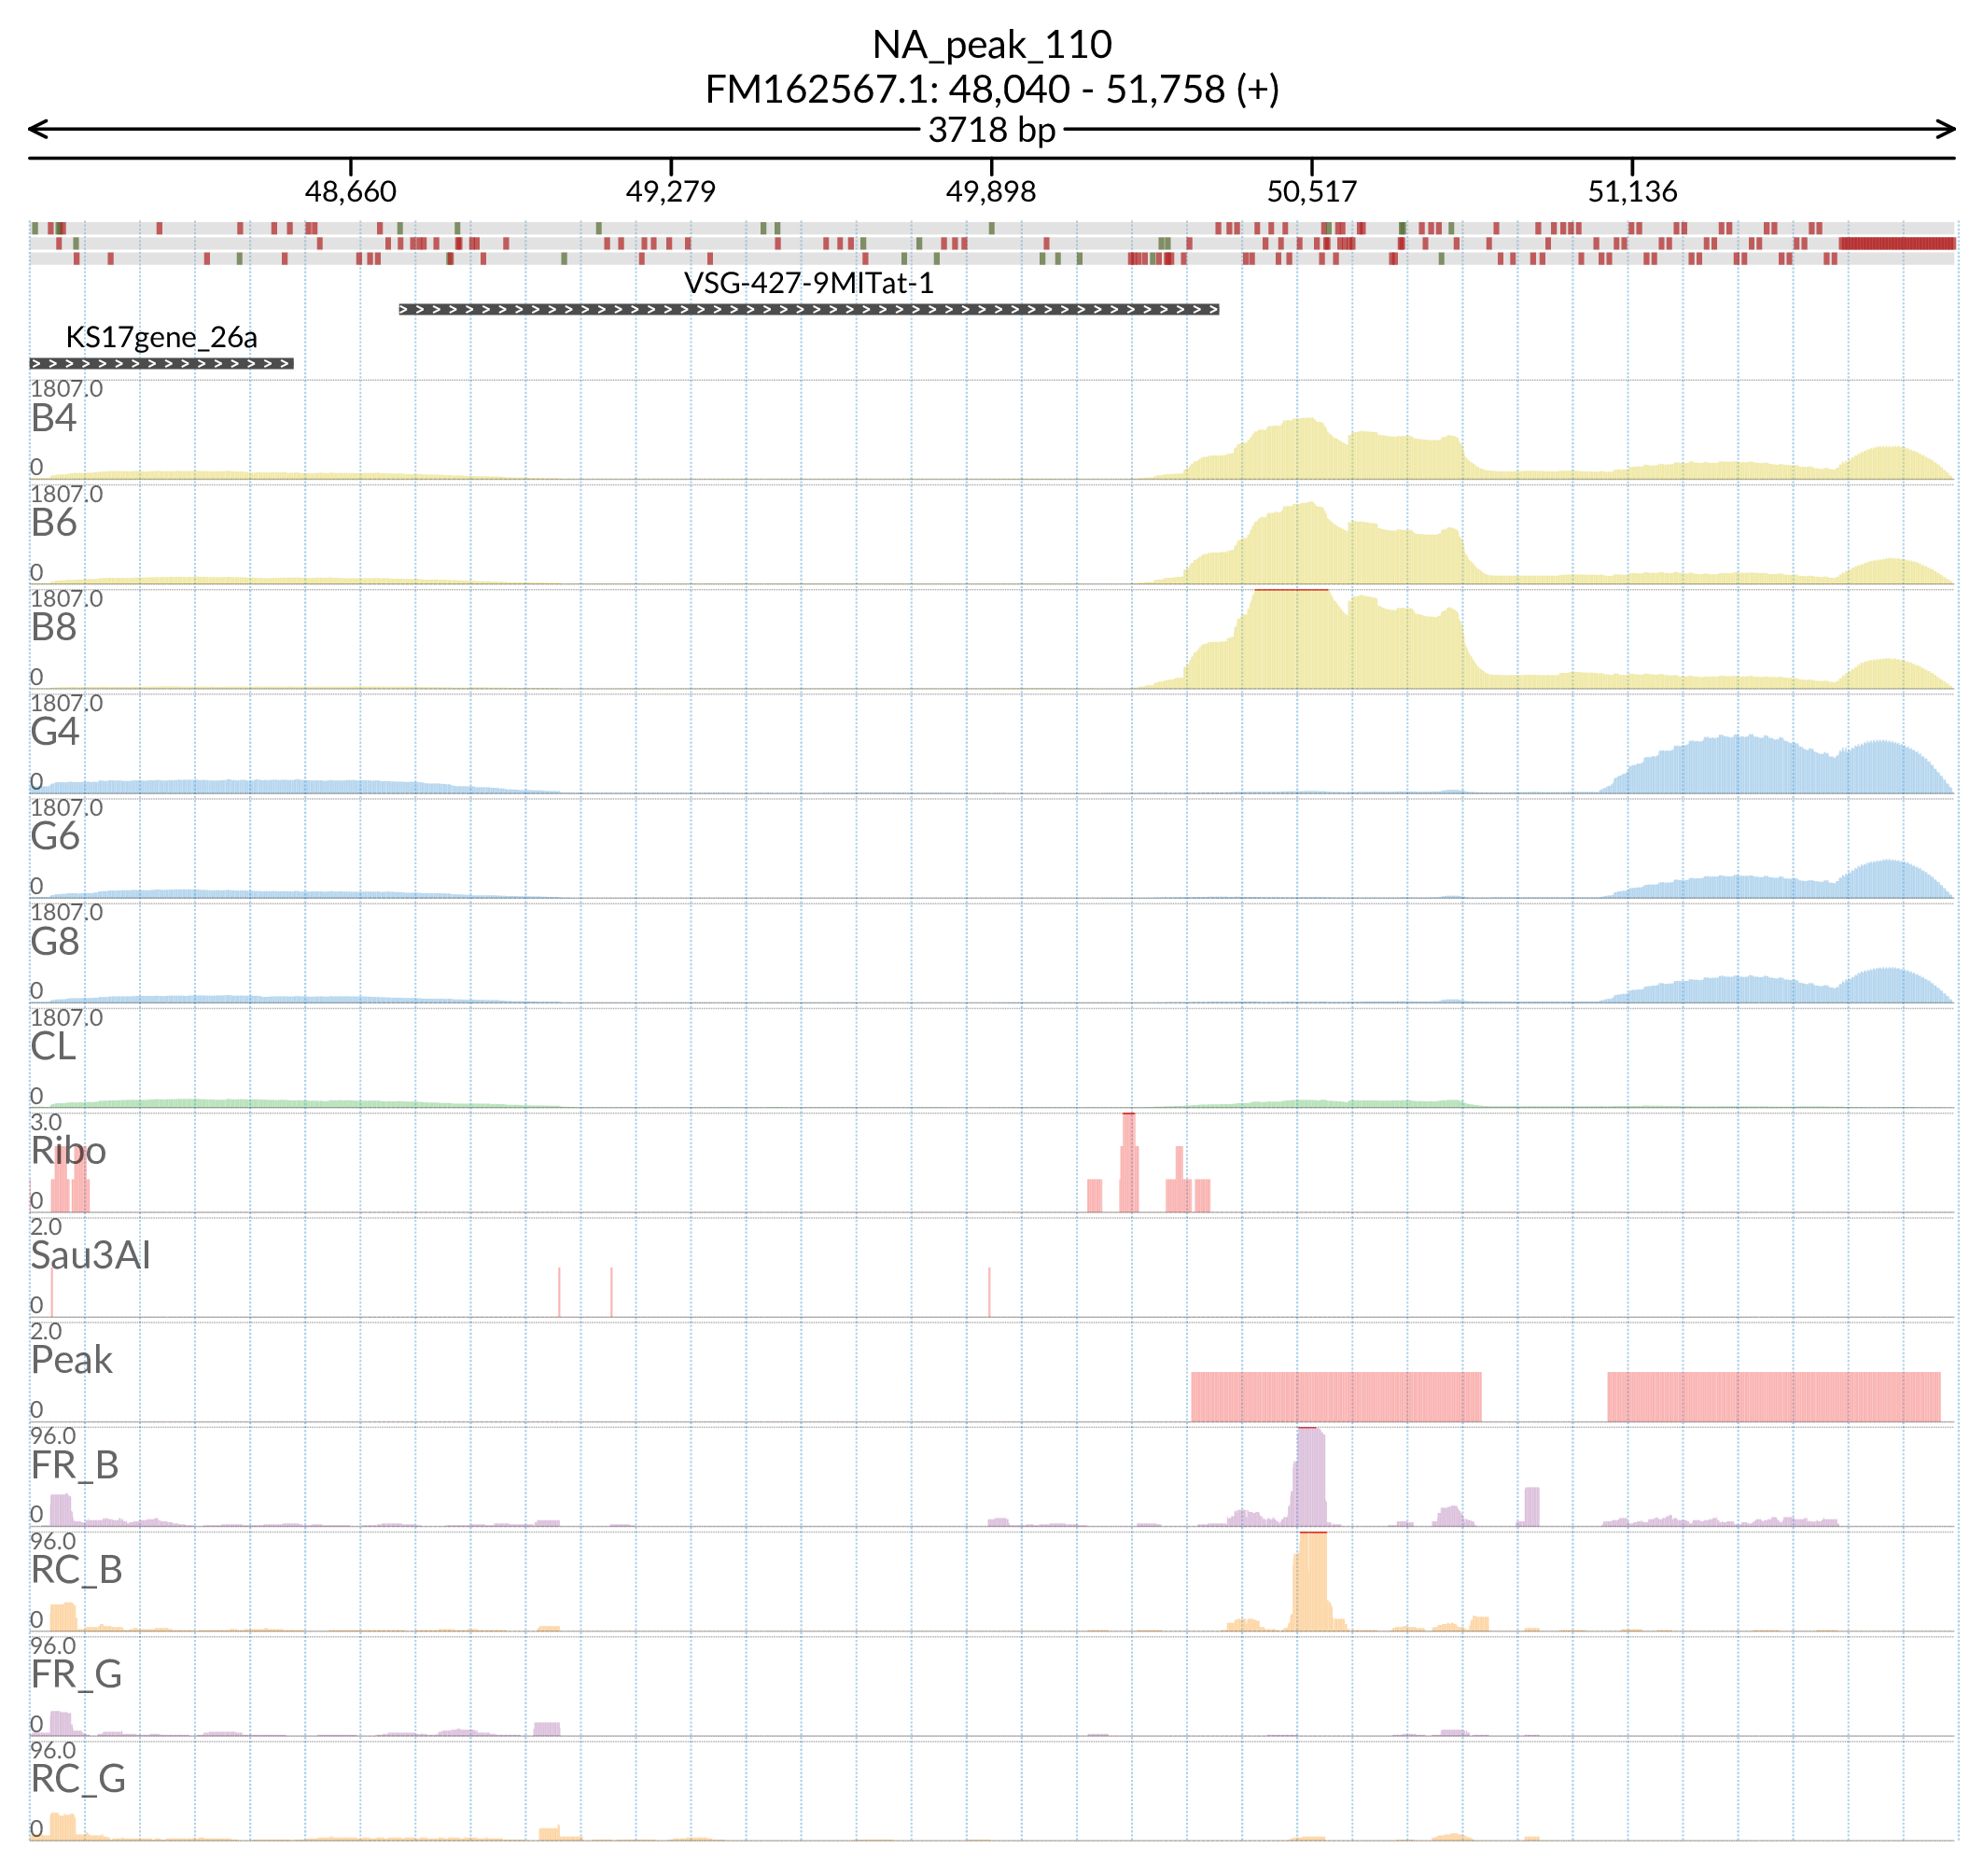 NA_peak_110
FM162567.1: 48,040 - 51,758 (+)
3718 bp
48,660 49,279 49,898 50,517 51,136
VSG-427-9MITat-1
KS17gene_26a
1807.0
B4
0
1807.0
B6
0
1807.0
B8
0
1807.0
G4
0
1807.0
G6
0
1807.0
G8
0
1807.0
CL
0
3.0
Ribo
0
2.0
Sau3AI
0
2.0
Peak
0
96.0
FR_B
0
96.0
RC_B
0
96.0
FR_G
0
96.0
RC_G
0